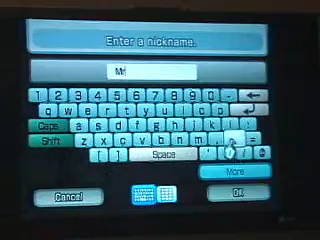 Enter a nickname.
Mr
1 2 3 4 5 6 7 8 9 0 -
q w e r t y u i o p
Caps a s d f g h j k l :
Shift z x c v b n m , =
[ ] Space ' / @
More
Cancel OK